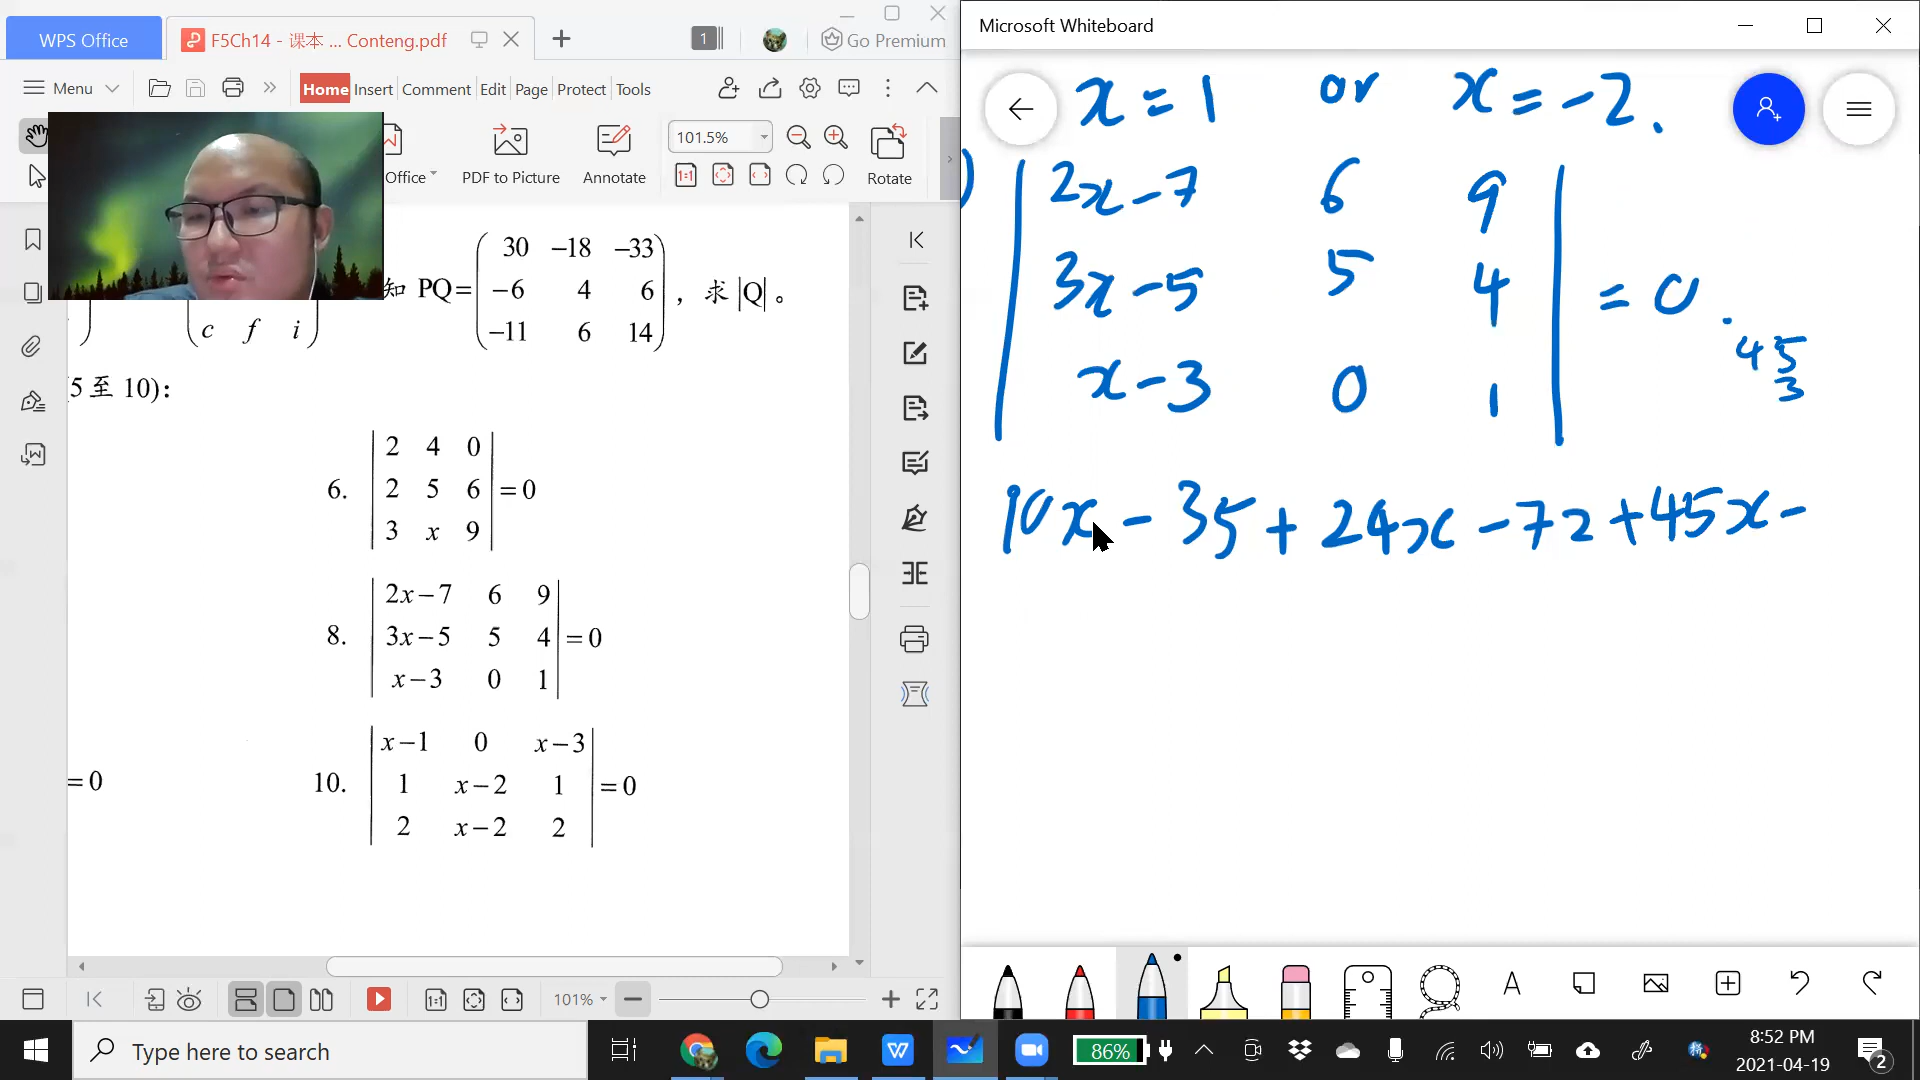 WPS Office
F5Ch14 - 课本 ... Conteng.pdf
1
Go Premium
Microsoft Whiteboard
Menu
Home Insert Comment Edit Page Protect Tools
Office
PDF to Picture
Annotate
101.5%
1:1
Rotate
知 PQ= ( 30 −18 −33
−6 4 6
−11 6 14 ) ， 求 |Q| 。
( c f i )
(5 至 10)：
6. | 2 4 0
2 5 6 | = 0
3 x 9 |
8. | 2x−7 6 9
3x−5 5 4 | = 0
x−3 0 1 |
10. | x−1 0 x−3
1 x−2 1 | = 0
2 x−2 2 |
= 0
x = 1 or x = -2.
)
| 2x-7 6 9
3x-5 5 4 | = 0.
x-3 0 1 |
45
3
10x - 35 + 24x - 72 + 45x -
1:1
101%
A
Type here to search
86%
8:52 PM
2021-04-19
2